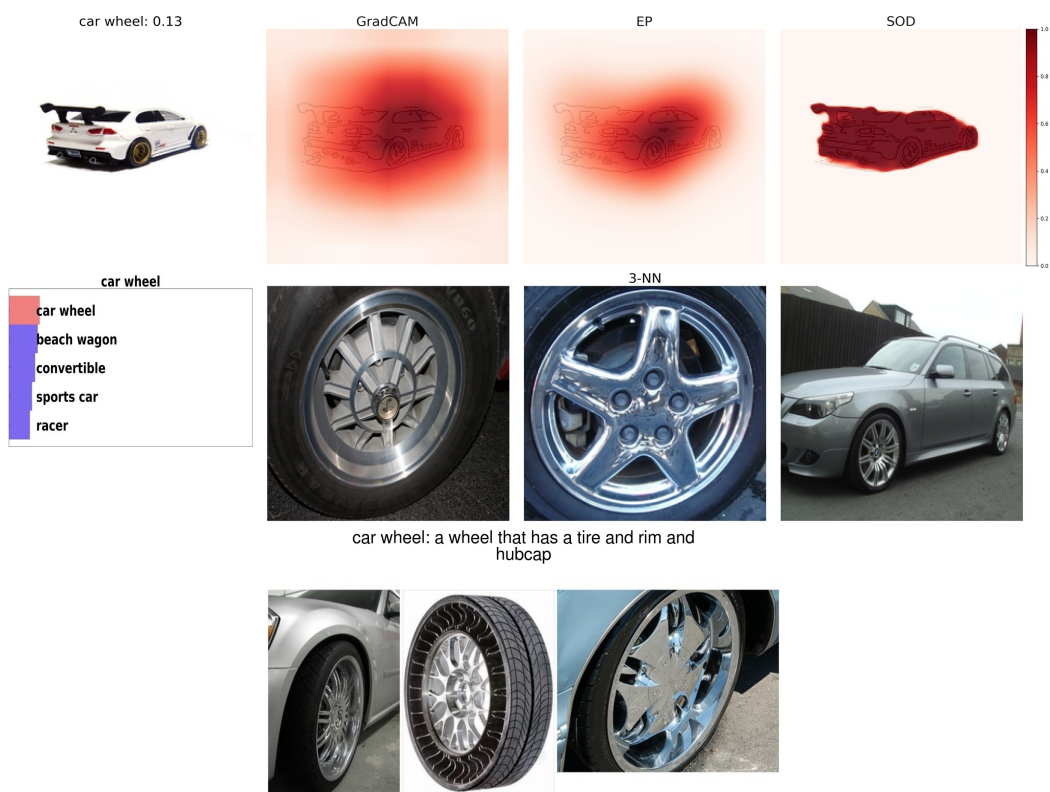 car wheel: 0.13
GradCAM
EP
SOD
1.0
0.8
0.6
0.4
0.2
0.0
car wheel
car wheel
beach wagon
convertible
sports car
racer
3-NN
car wheel: a wheel that has a tire and rim and
hubcap